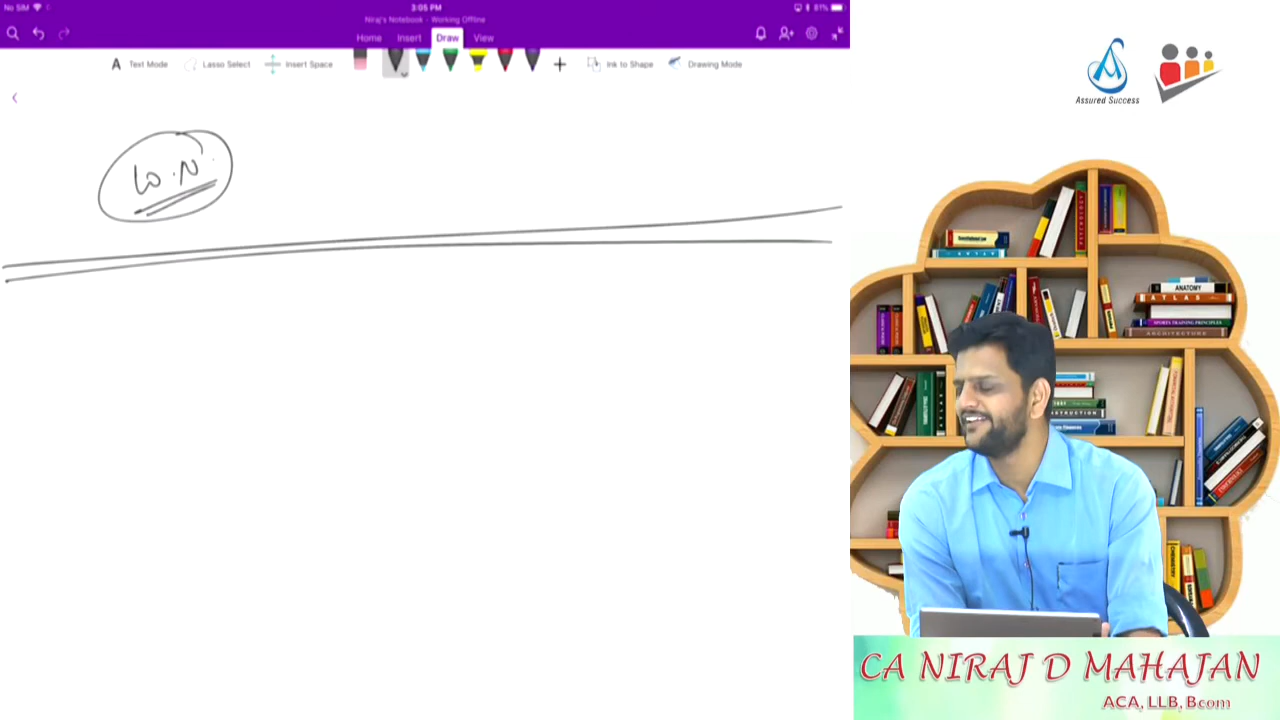 No SIM
3:05 PM
81%
Niraj's Notebook - Working Offline
Home Insert Draw View
Text Mode Lasso Select Insert Space Ink to Shape Drawing Mode
W.N.
Assured Success
ANATOMY
ATLAS
SPORTS TRAINING PRINCIPLES
ARCHITECTURE
CA NIRAJ D MAHAJAN
ACA, LLB, Bcom